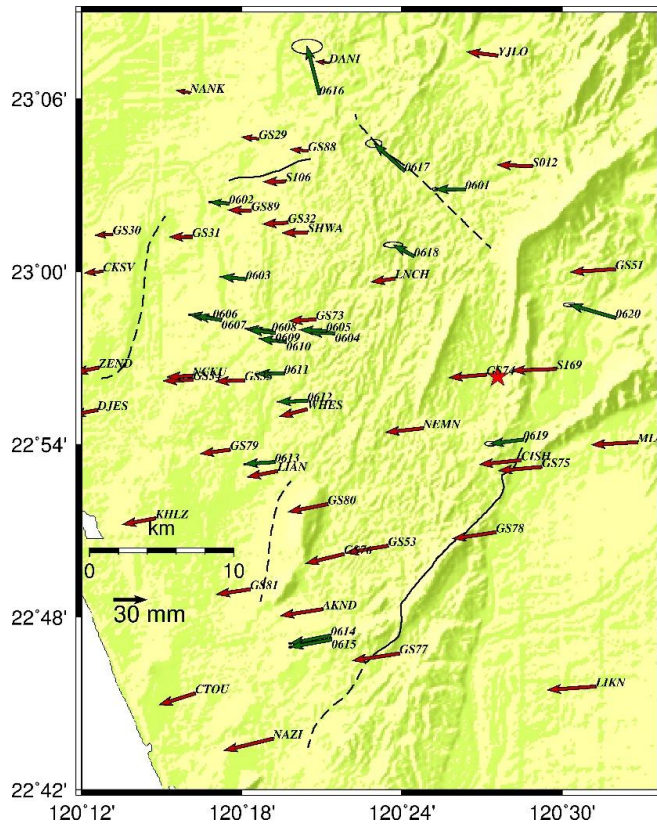 YJLO
DANI
23°06'
NANK
0616
GS29
GS88
0617
S012
S106
0601
0602
GS89
GS32
SHWA
GS30
GS31
0618
23°00'
CKSV
0603
LNCH
GS51
0606
0607
GS73
0608
0605
0609
0604
0610
0620
ZEND
NCKU
0611
GS74
S169
DJES
0612
WHES
NEMN
0619
22°54'
GS79
0613
LIAN
CISH
GS75
KHLZ
GS80
GS78
km
GS53
0
10
GS81
30 mm
AKND
22°48'
0614
0615
GS77
CTOU
LIKN
NAZI
22°42'
120°12'
120°18'
120°24'
120°30'